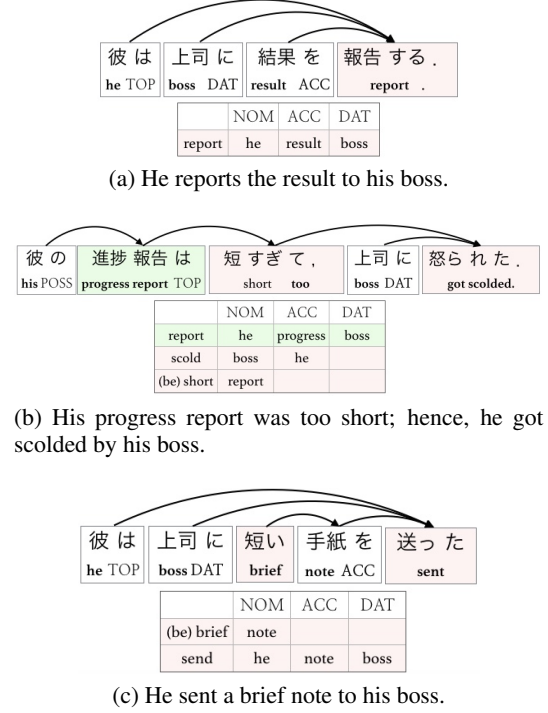 彼 は 上司 に 結果 を 報告 する .
he TOP boss DAT result ACC report .
NOM ACC DAT
report he result boss
(a) He reports the result to his boss.
彼 の 進捗 報告 は 短 すぎ て , 上司 に 怒ら れ た .
his POSS progress report TOP short too boss DAT got scolded.
NOM ACC DAT
report he progress boss
scold boss he
(be) short report
(b) His progress report was too short; hence, he got
scolded by his boss.
彼 は 上司 に 短い 手紙 を 送っ た
he TOP boss DAT brief note ACC sent
NOM ACC DAT
(be) brief note
send he note boss
(c) He sent a brief note to his boss.